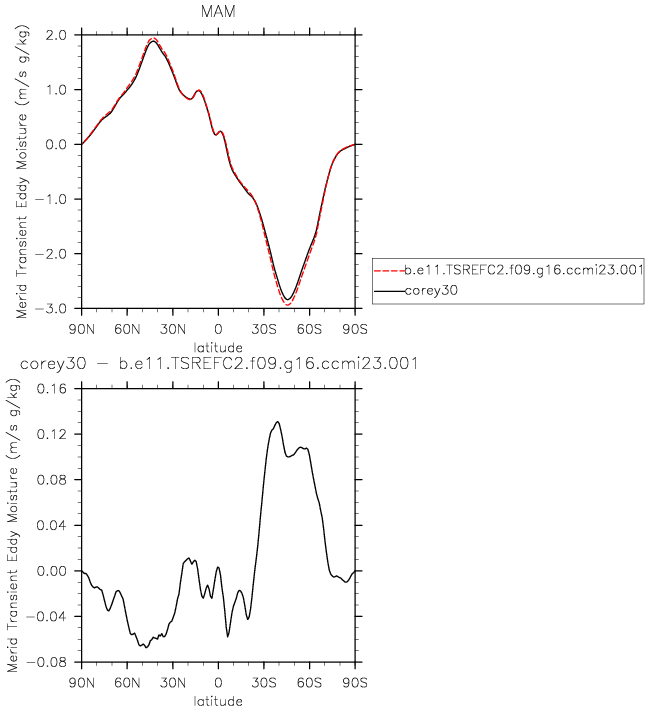 MAM
Merid Transient Eddy Moisture (m/s g/kg)
2.0
1.0
0.0
−1.0
−2.0
−3.0
90N 60N 30N 0 30S 60S 90S
latitude
b.e11.TSREFC2.f09.g16.ccmi23.001
corey30
corey30 − b.e11.TSREFC2.f09.g16.ccmi23.001
Merid Transient Eddy Moisture (m/s g/kg)
0.16
0.12
0.08
0.04
0.00
−0.04
−0.08
90N 60N 30N 0 30S 60S 90S
latitude